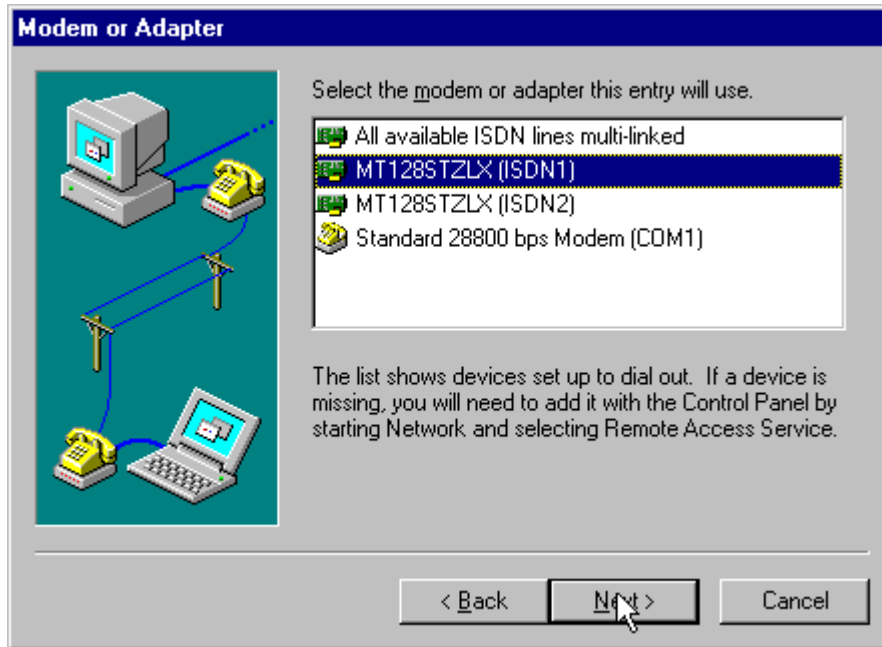 Modem or Adapter
Select the modem or adapter this entry will use.
All available ISDN lines multi-linked
MT128STZLX (ISDN1)
MT128STZLX (ISDN2)
Standard 28800 bps Modem (COM1)
The list shows devices set up to dial out. If a device is
missing, you will need to add it with the Control Panel by
starting Network and selecting Remote Access Service.
< Back
Next >
Cancel